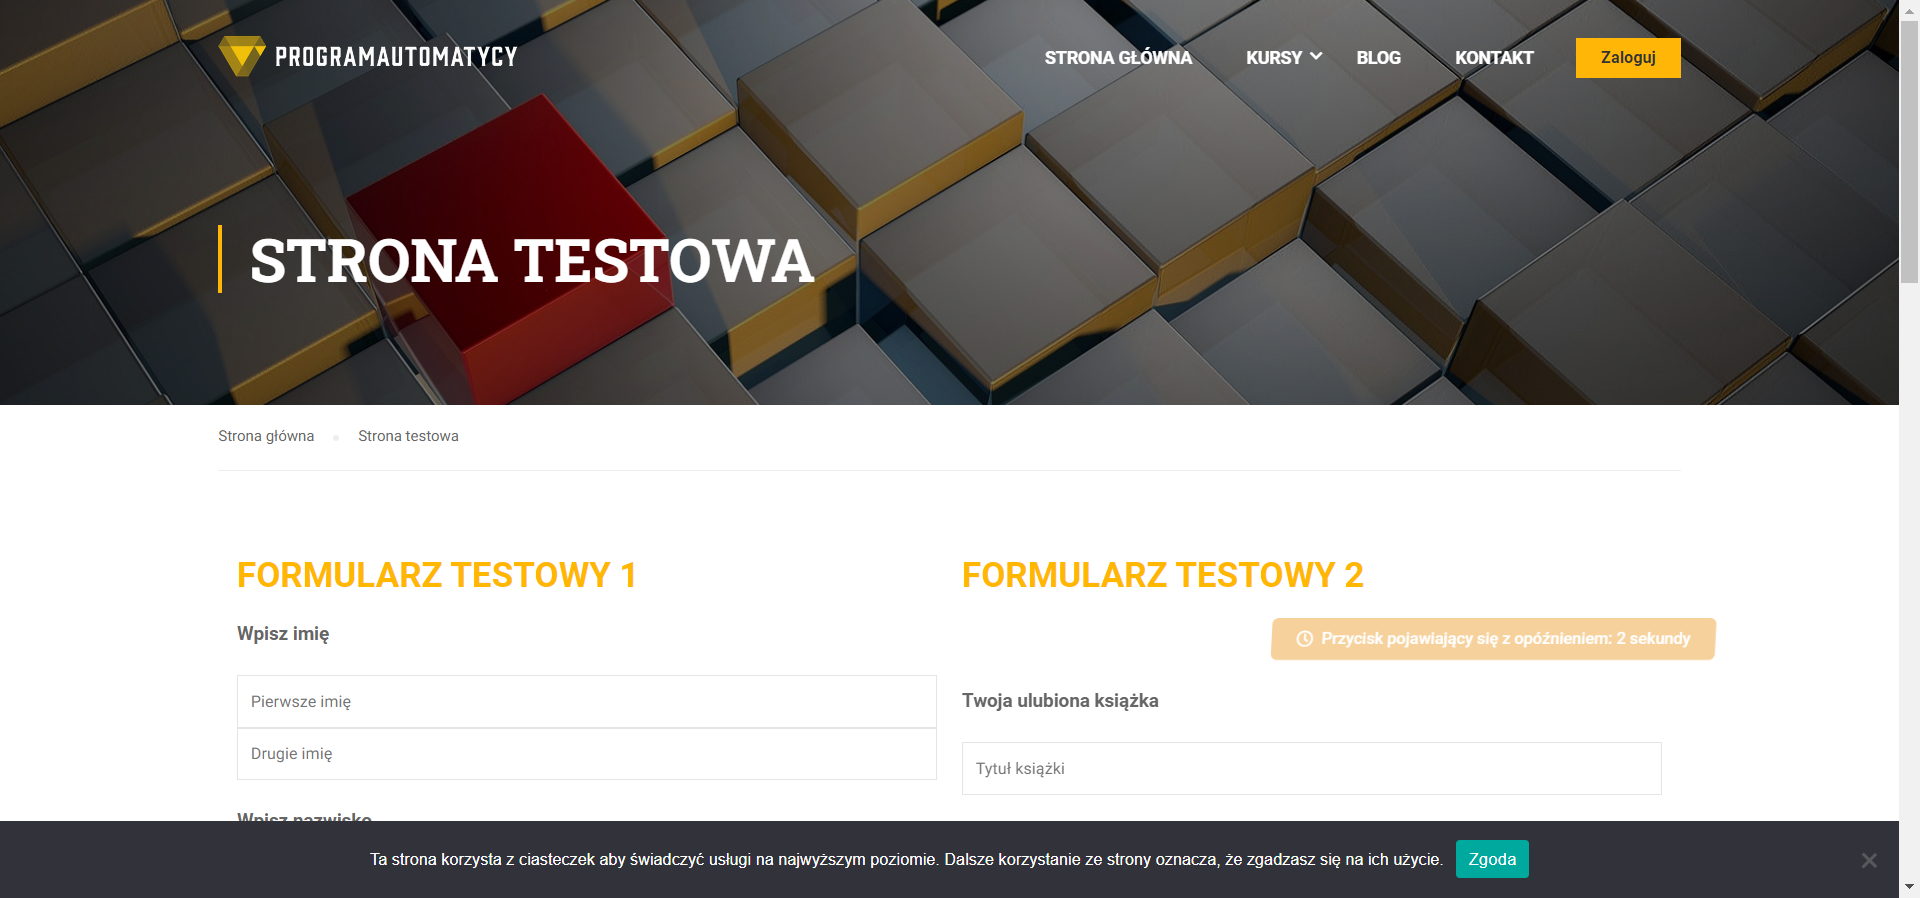 PROGRAMAUTOMATYCY
STRONA GŁÓWNA
KURSY
BLOG
KONTAKT
Zaloguj
STRONA TESTOWA
Strona główna
Strona testowa
FORMULARZ TESTOWY 1
Wpisz imię
Pierwsze imię
Drugie imię
Wpisz nazwisko
FORMULARZ TESTOWY 2
Przycisk pojawiający się z opóźnieniem: 2 sekundy
Twoja ulubiona książka
Tytuł książki
Ta strona korzysta z ciasteczek aby świadczyć usługi na najwyższym poziomie. Dalsze korzystanie ze strony oznacza, że zgadzasz się na ich użycie.
Zgoda